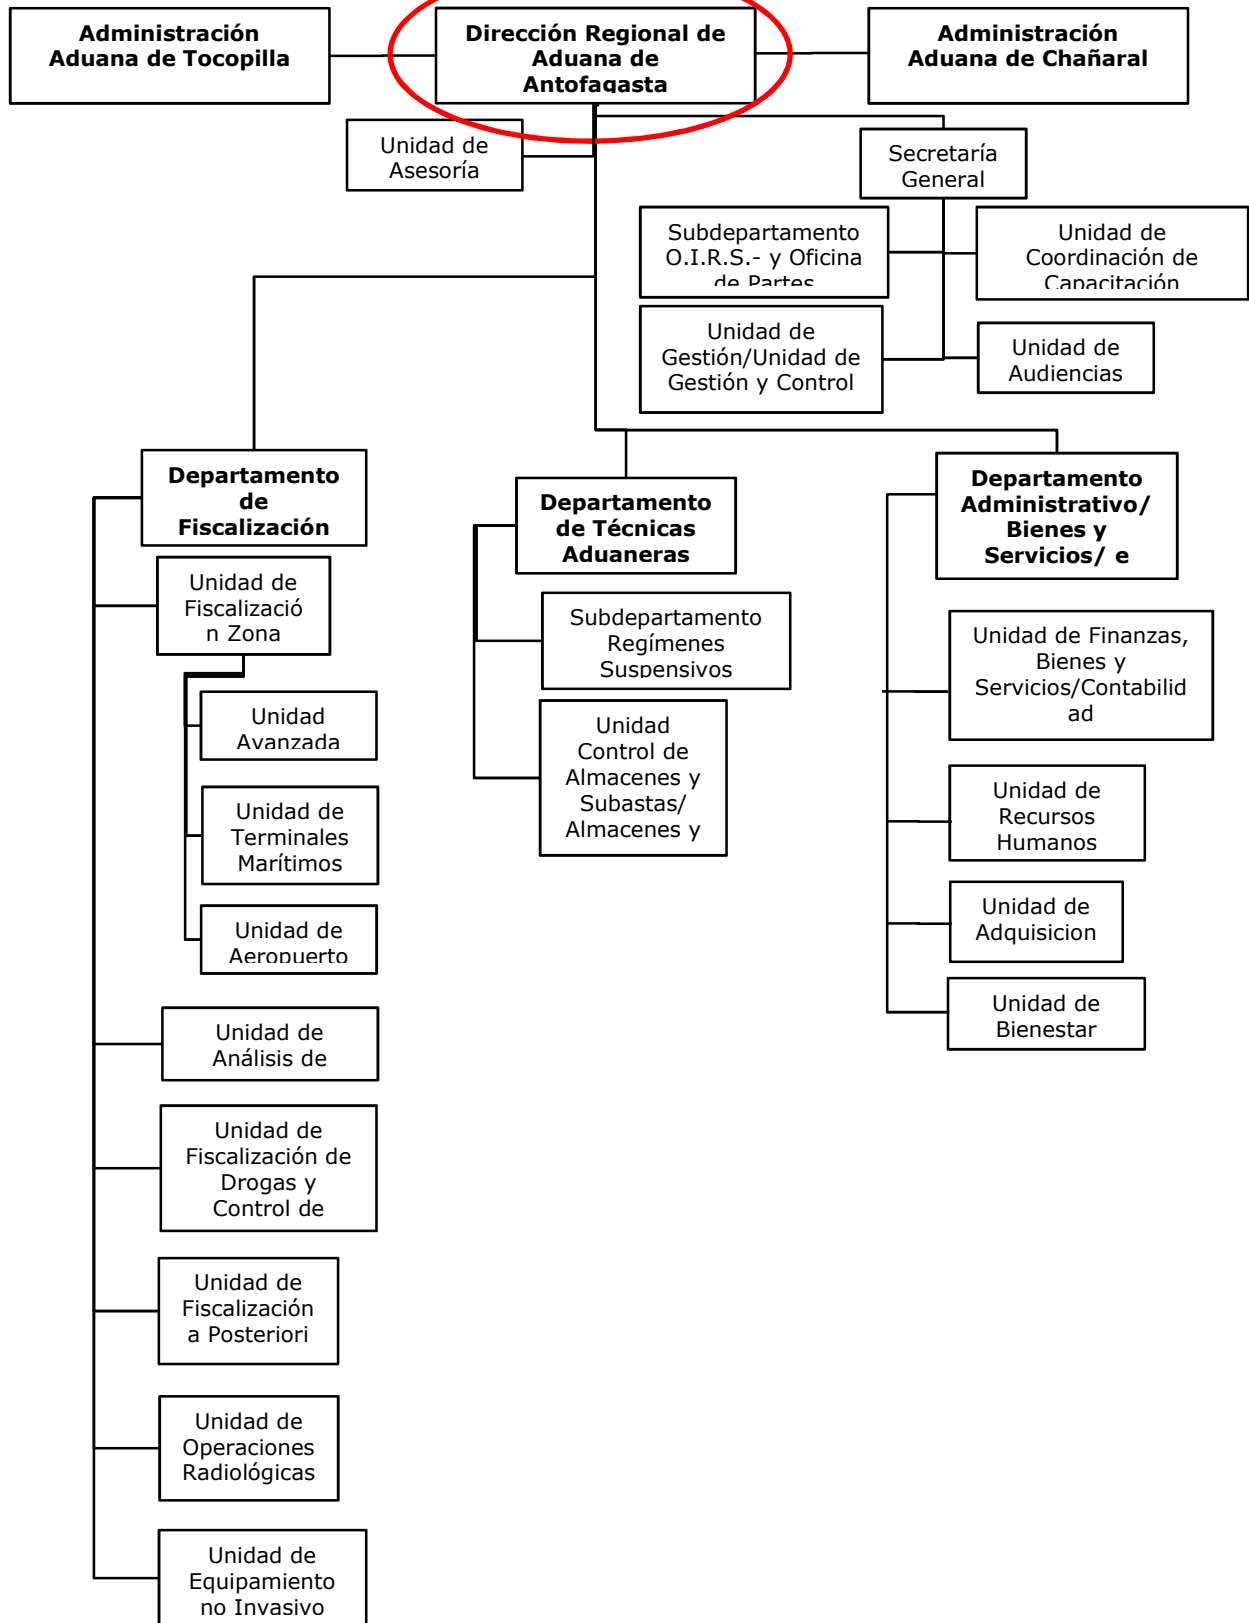 Administración
Aduana de Tocopilla
Dirección Regional de
Aduana de
Antofagasta
Administración
Aduana de Chañaral
Unidad de
Asesoría
Secretaría
General
Subdepartamento
O.I.R.S.- y Oficina
de Partes
Unidad de
Coordinación de
Capacitación
Unidad de
Gestión/Unidad de
Gestión y Control
Unidad de
Audiencias
Departamento
de
Fiscalización
Departamento
de Técnicas
Aduaneras
Departamento
Administrativo/
Bienes y
Servicios/ e
Unidad de
Fiscalizació
n Zona
Unidad
Avanzada
Unidad de
Terminales
Marítimos
Unidad de
Aeropuerto
Unidad de
Análisis de
Unidad de
Fiscalización de
Drogas y
Control de
Unidad de
Fiscalización
a Posteriori
Unidad de
Operaciones
Radiológicas
Unidad de
Equipamiento
no Invasivo
Subdepartamento
Regímenes
Suspensivos
Unidad
Control de
Almacenes y
Subastas/
Almacenes y
Unidad de Finanzas,
Bienes y
Servicios/Contabilid
ad
Unidad de
Recursos
Humanos
Unidad de
Adquisicion
Unidad de
Bienestar